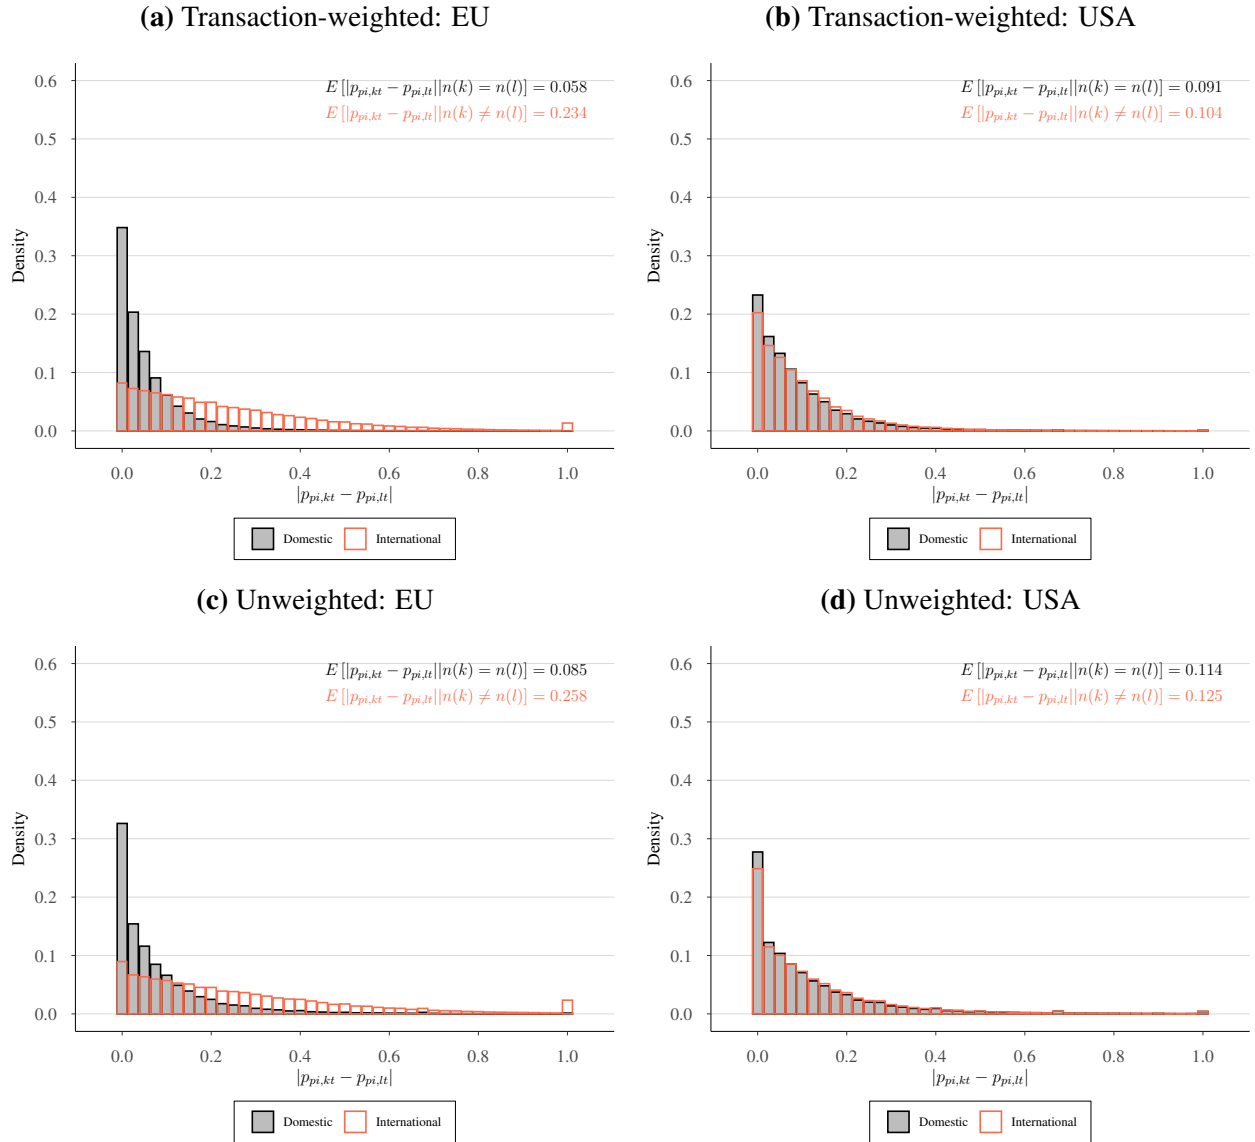 (a) Transaction-weighted: EU
E [|p_{pi,kt} − p_{pi,lt}||n(k) = n(l)] = 0.058
E [|p_{pi,kt} − p_{pi,lt}||n(k) ≠ n(l)] = 0.234
0.6
0.5
0.4
0.3
0.2
0.1
0.0
Density
0.0 0.2 0.4 0.6 0.8 1.0
|p_{pi,kt} − p_{pi,lt}|
Domestic International
(b) Transaction-weighted: USA
E [|p_{pi,kt} − p_{pi,lt}||n(k) = n(l)] = 0.091
E [|p_{pi,kt} − p_{pi,lt}||n(k) ≠ n(l)] = 0.104
0.6
0.5
0.4
0.3
0.2
0.1
0.0
Density
0.0 0.2 0.4 0.6 0.8 1.0
|p_{pi,kt} − p_{pi,lt}|
Domestic International
(c) Unweighted: EU
E [|p_{pi,kt} − p_{pi,lt}||n(k) = n(l)] = 0.085
E [|p_{pi,kt} − p_{pi,lt}||n(k) ≠ n(l)] = 0.258
0.6
0.5
0.4
0.3
0.2
0.1
0.0
Density
0.0 0.2 0.4 0.6 0.8 1.0
|p_{pi,kt} − p_{pi,lt}|
Domestic International
(d) Unweighted: USA
E [|p_{pi,kt} − p_{pi,lt}||n(k) = n(l)] = 0.114
E [|p_{pi,kt} − p_{pi,lt}||n(k) ≠ n(l)] = 0.125
0.6
0.5
0.4
0.3
0.2
0.1
0.0
Density
0.0 0.2 0.4 0.6 0.8 1.0
|p_{pi,kt} − p_{pi,lt}|
Domestic International